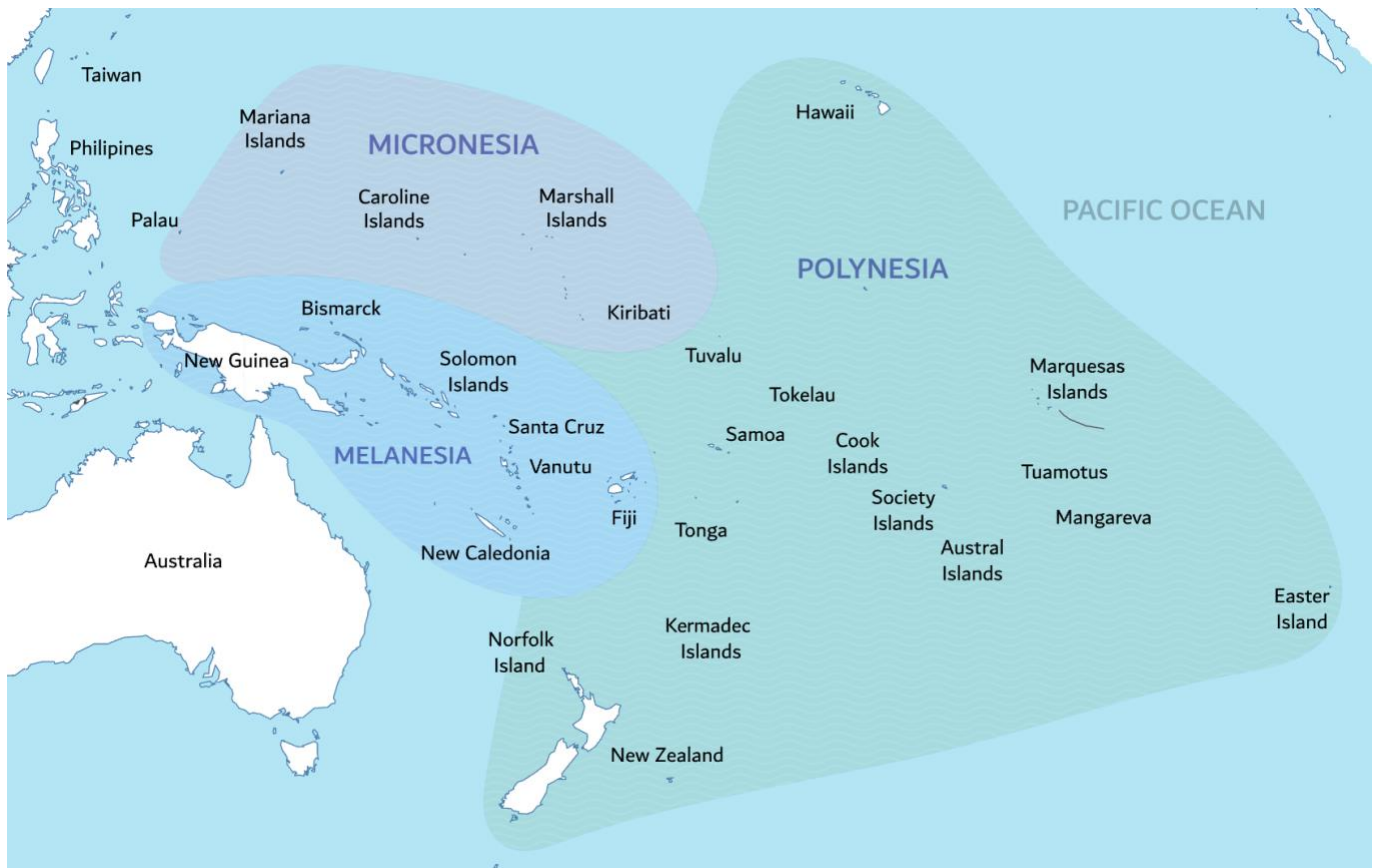 Taiwan
Mariana
Islands
Hawaii
MICRONESIA
Philipines
Caroline
Islands
Marshall
Islands
Palau
PACIFIC OCEAN
POLYNESIA
Bismarck
Kiribati
New Guinea
Solomon
Islands
Tuvalu
Marquesas
Islands
Tokelau
Santa Cruz
Samoa
Cook
Islands
MELANESIA
Vanutu
Tuamotus
Society
Islands
Fiji
Tonga
Mangareva
New Caledonia
Austral
Islands
Australia
Easter
Island
Norfolk
Island
Kermadec
Islands
New Zealand